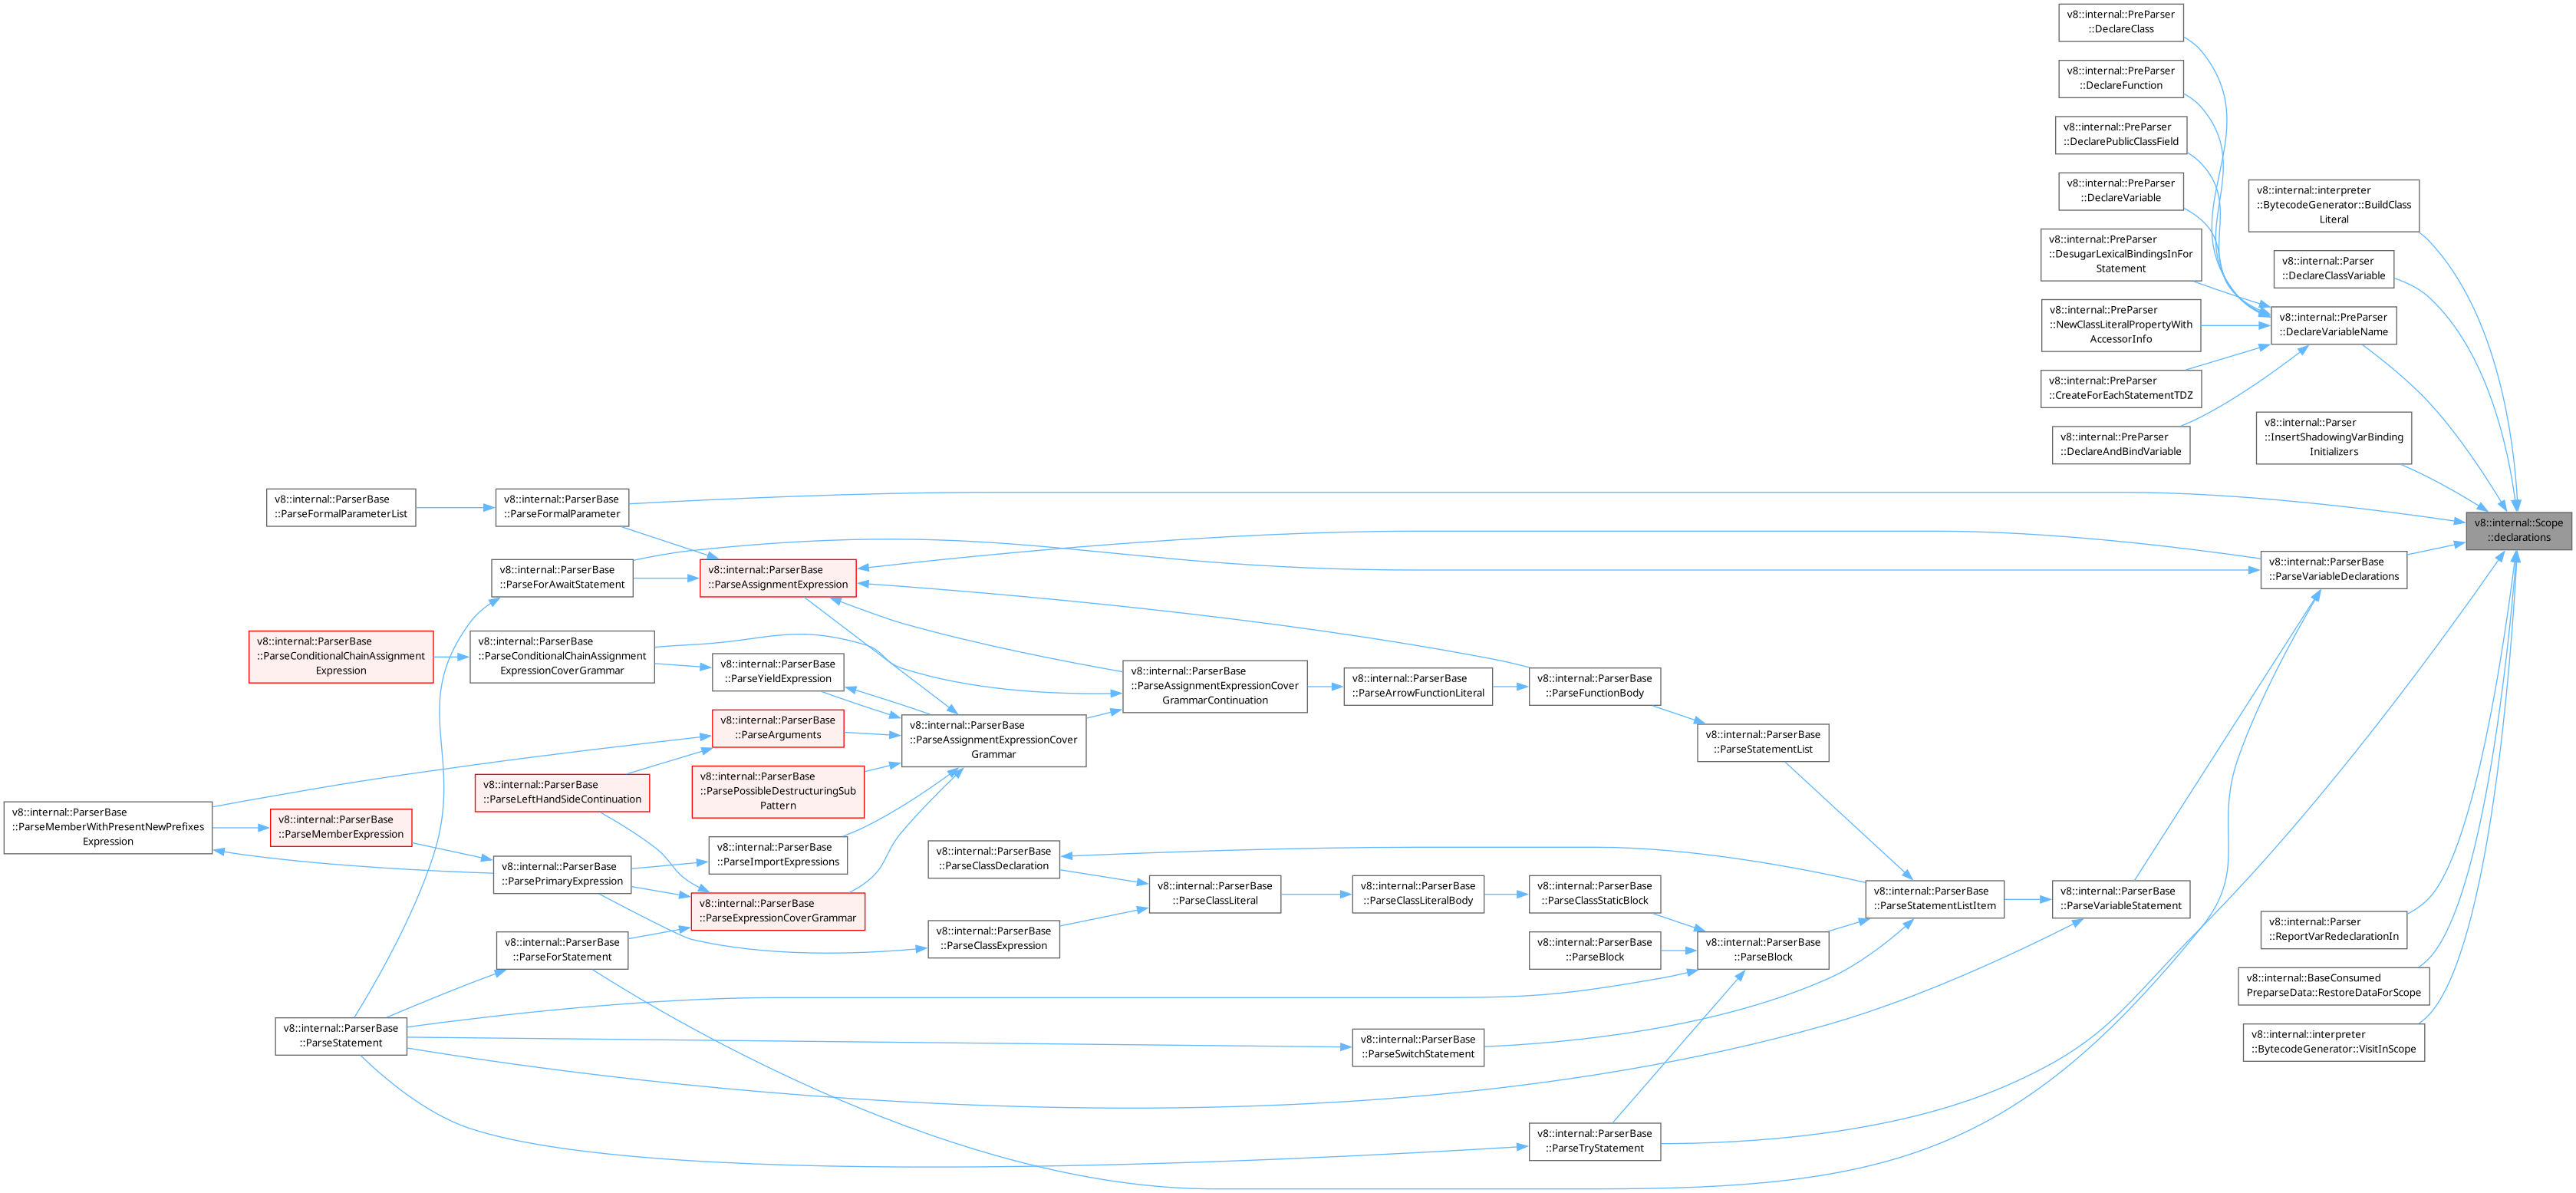 v8::internal::PreParser
::DeclareClass
v8::internal::PreParser
::DeclareFunction
v8::internal::PreParser
::DeclarePublicClassField
v8::internal::PreParser
::DeclareVariable
v8::internal::PreParser
::DesugarLexicalBindingsInFor
Statement
v8::internal::PreParser
::NewClassLiteralPropertyWith
AccessorInfo
v8::internal::PreParser
::CreateForEachStatementTDZ
v8::internal::PreParser
::DeclareAndBindVariable
v8::internal::interpreter
::BytecodeGenerator::BuildClass
Literal
v8::internal::Parser
::DeclareClassVariable
v8::internal::PreParser
::DeclareVariableName
v8::internal::Parser
::InsertShadowingVarBinding
Initializers
v8::internal::Scope
::declarations
v8::internal::ParserBase
::ParseVariableDeclarations
v8::internal::ParserBase
::ParseFormalParameterList
v8::internal::ParserBase
::ParseFormalParameter
v8::internal::ParserBase
::ParseForAwaitStatement
v8::internal::ParserBase
::ParseAssignmentExpression
v8::internal::ParserBase
::ParseConditionalChainAssignment
Expression
v8::internal::ParserBase
::ParseConditionalChainAssignment
ExpressionCoverGrammar
v8::internal::ParserBase
::ParseYieldExpression
v8::internal::ParserBase
::ParseAssignmentExpressionCover
GrammarContinuation
v8::internal::ParserBase
::ParseArrowFunctionLiteral
v8::internal::ParserBase
::ParseFunctionBody
v8::internal::ParserBase
::ParseArguments
v8::internal::ParserBase
::ParseAssignmentExpressionCover
Grammar
v8::internal::ParserBase
::ParseStatementList
v8::internal::ParserBase
::ParseLeftHandSideContinuation
v8::internal::ParserBase
::ParsePossibleDestructuringSub
Pattern
v8::internal::ParserBase
::ParseMemberWithPresentNewPrefixes
Expression
v8::internal::ParserBase
::ParseMemberExpression
v8::internal::ParserBase
::ParseImportExpressions
v8::internal::ParserBase
::ParsePrimaryExpression
v8::internal::ParserBase
::ParseClassDeclaration
v8::internal::ParserBase
::ParseClassLiteral
v8::internal::ParserBase
::ParseClassLiteralBody
v8::internal::ParserBase
::ParseClassStaticBlock
v8::internal::ParserBase
::ParseStatementListItem
v8::internal::ParserBase
::ParseVariableStatement
v8::internal::ParserBase
::ParseExpressionCoverGrammar
v8::internal::ParserBase
::ParseClassExpression
v8::internal::ParserBase
::ParseForStatement
v8::internal::ParserBase
::ParseBlock
v8::internal::ParserBase
::ParseBlock
v8::internal::Parser
::ReportVarRedeclarationIn
v8::internal::BaseConsumed
PreparseData::RestoreDataForScope
v8::internal::ParserBase
::ParseStatement
v8::internal::ParserBase
::ParseSwitchStatement
v8::internal::interpreter
::BytecodeGenerator::VisitInScope
v8::internal::ParserBase
::ParseTryStatement